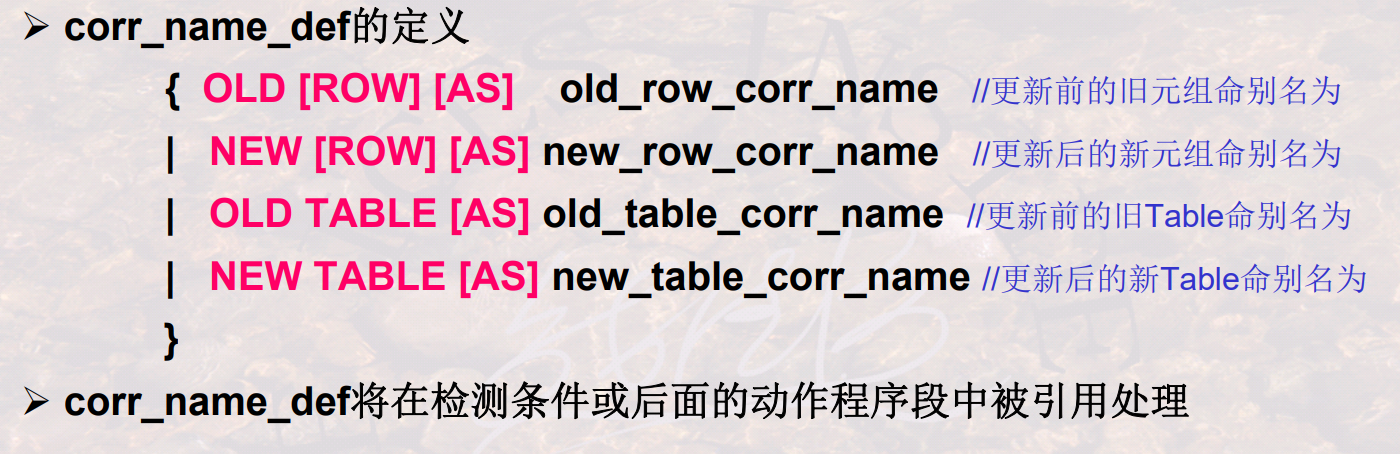 ➢ corr_name_def的定义
{ OLD [ROW] [AS] old_row_corr_name //更新前的旧元组命别名为
| NEW [ROW] [AS] new_row_corr_name //更新后的新元组命别名为
| OLD TABLE [AS] old_table_corr_name //更新前的旧Table命别名为
| NEW TABLE [AS] new_table_corr_name //更新后的新Table命别名为
}
➢ corr_name_def将在检测条件或后面的动作程序段中被引用处理